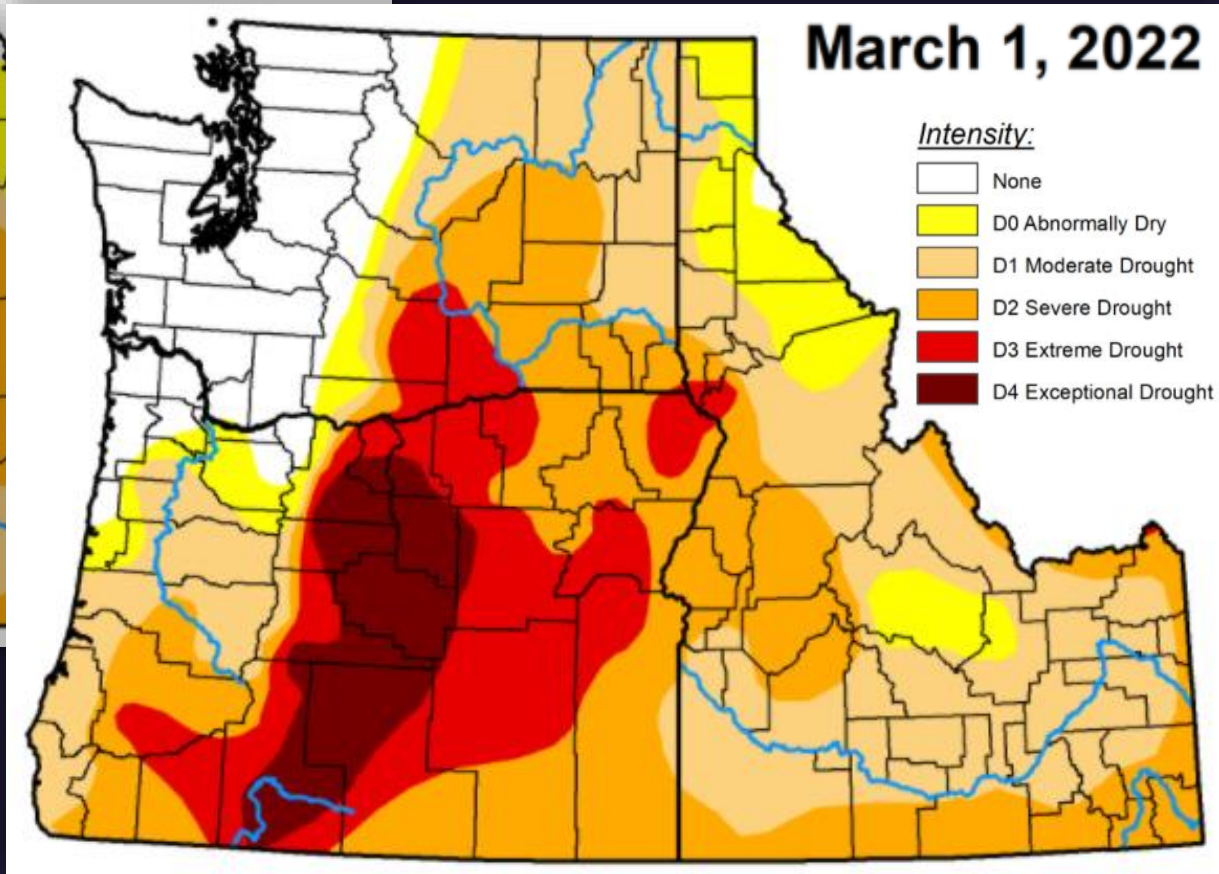 March 1, 2022
Intensity:
None
D0 Abnormally Dry
D1 Moderate Drought
D2 Severe Drought
D3 Extreme Drought
D4 Exceptional Drought